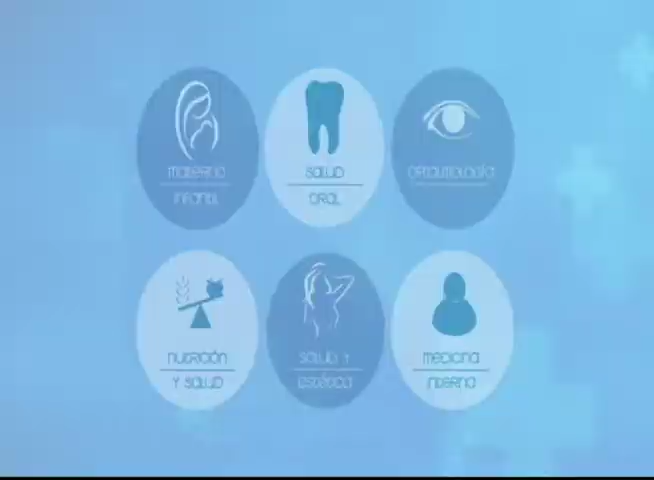 materno
infantil
salud
oral
oftalmología
nutrición
y salud
salud y
estética
medicina
interna